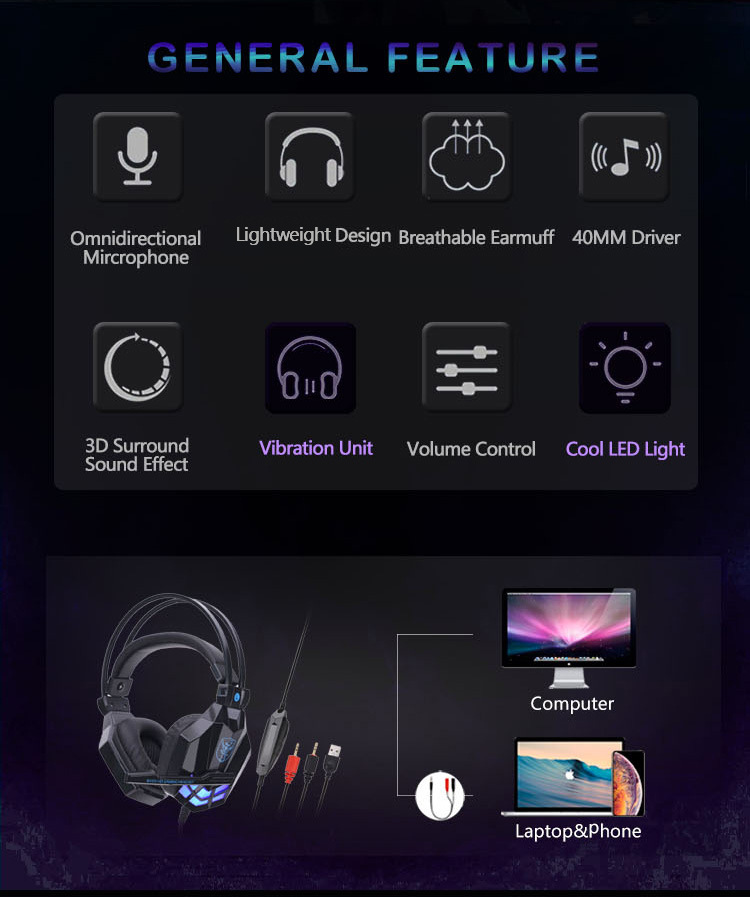 GENERAL FEATURE
Omnidirectional
Mircrophone
Lightweight Design
Breathable Earmuff
40MM Driver
3D Surround
Sound Effect
Vibration Unit
Volume Control
Cool LED Light
Computer
Laptop&Phone